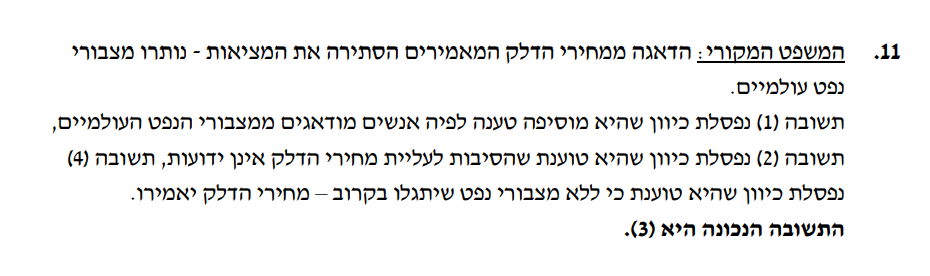 11. המשפט המקורי: הדאגה ממחירי הדלק המאמירים הסתירה את המציאות - נותרו מצבורי
נפט עולמיים.
תשובה (1) נפסלת כיוון שהיא מוסיפה טענה לפיה אנשים מודאגים ממצבורי הנפט העולמיים,
תשובה (2) נפסלת כיוון שהיא טוענת שהסיבות לעליית מחירי הדלק אינן ידועות, תשובה (4)
נפסלת כיוון שהיא טוענת כי ללא מצבורי נפט שיתגלו בקרוב – מחירי הדלק יאמירו.
התשובה הנכונה היא (3).